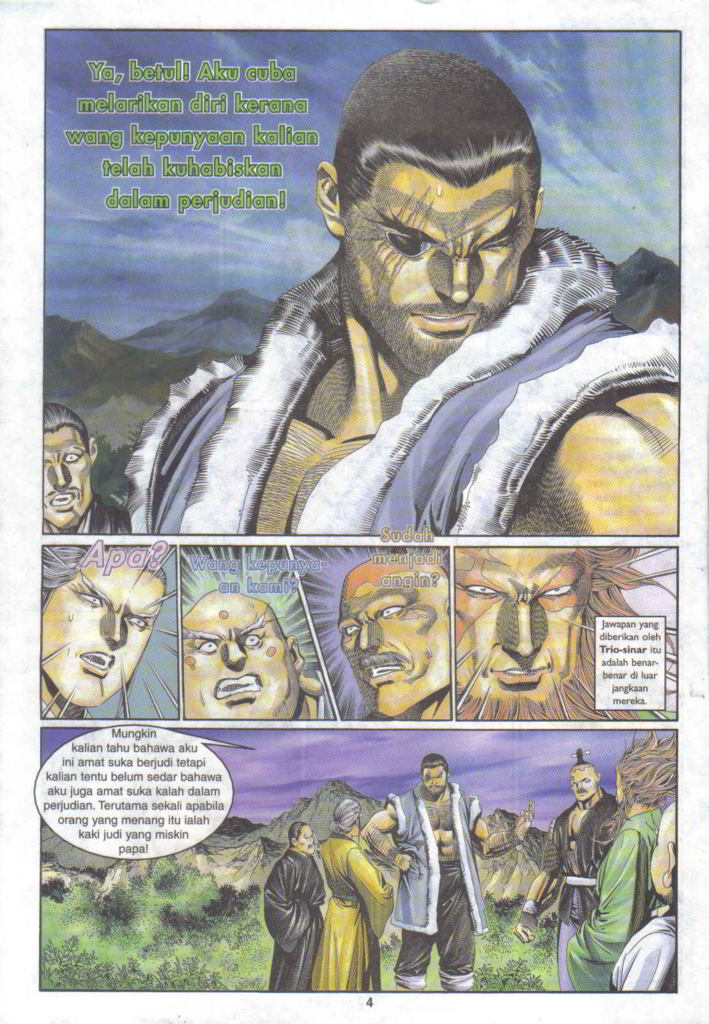 Ya, betul! Aku cuba
melarikan diri kerana
wang kepunyaan kalian
telah kuhabiskan
dalam perjudian!
Apa?
Wang kepunya-
an kami?
Sudah
menjadi
angin?
Jawapan yang
diberikan oleh
Trio-sinar itu
adalah benar-
benar di luar
jangkaan
mereka.
Mungkin
kalian tahu bahawa aku
ini amat suka berjudi tetapi
kalian tentu belum sedar bahawa
aku juga amat suka kalah dalam
perjudian. Terutama sekali apabila
orang yang menang itu ialah
kaki judi yang miskin
papa!
4